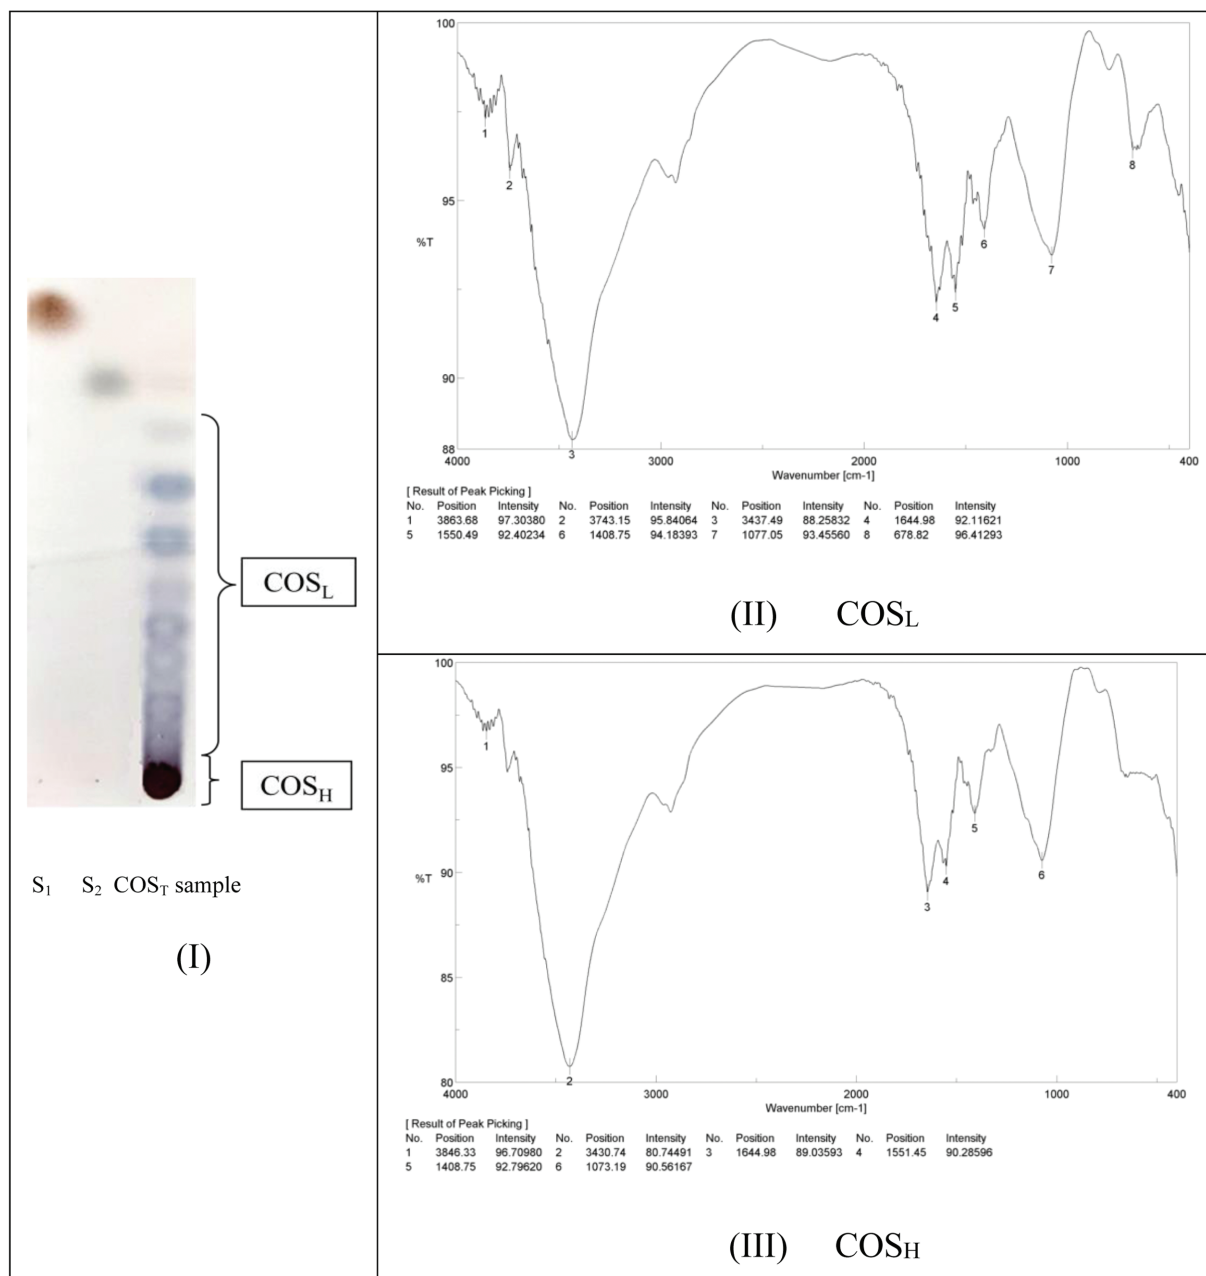 COS_L
COS_H
S₁ S₂ COS_T sample
(I)
100
95
%T
90
88
4000 3000 2000 1000 400
Wavenumber [cm-1]
1
2
3
4
5
6
7
8
[ Result of Peak Picking ]
No. Position Intensity No. Position Intensity No. Position Intensity No. Position Intensity
1 3863.68 97.30380 2 3743.15 95.84064 3 3437.49 88.25832 4 1644.98 92.11621
5 1550.49 92.40234 6 1408.75 94.18393 7 1077.05 93.45560 8 678.82 96.41293
(II) COS_L
100
95
%T
90
85
80
4000 3000 2000 1000 400
Wavenumber [cm-1]
1
2
3
4
5
6
[ Result of Peak Picking ]
No. Position Intensity No. Position Intensity No. Position Intensity No. Position Intensity
1 3846.33 96.70980 2 3430.74 80.74491 3 1644.98 89.03593 4 1551.45 90.28596
5 1408.75 92.79620 6 1073.19 90.56167
(III) COS_H